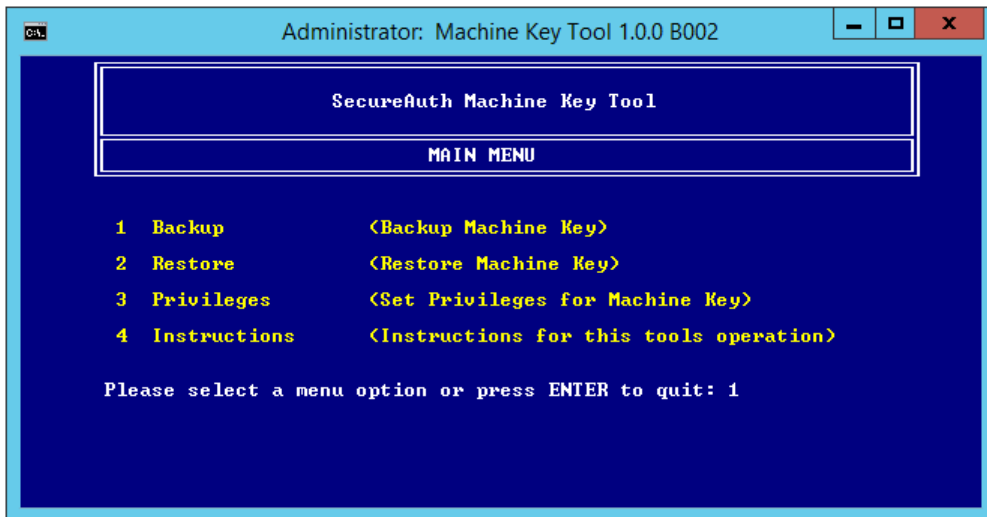 C:\.
Administrator: Machine Key Tool 1.0.0 B002
SecureAuth Machine Key Tool
MAIN MENU
1 Backup (Backup Machine Key)
2 Restore (Restore Machine Key)
3 Privileges (Set Privileges for Machine Key)
4 Instructions (Instructions for this tools operation)
Please select a menu option or press ENTER to quit: 1